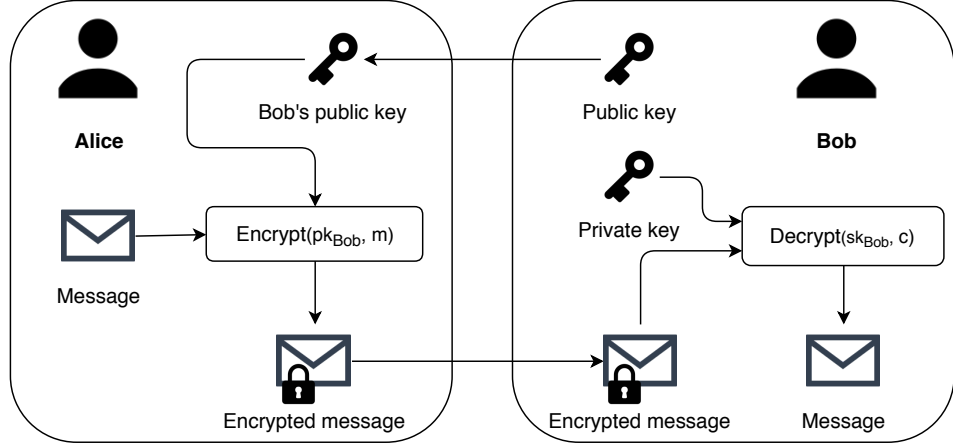 Alice
Bob's public key
Message
Encrypt(pkBob, m)
Encrypted message
Public key
Bob
Private key
Decrypt(skBob, c)
Encrypted message
Message